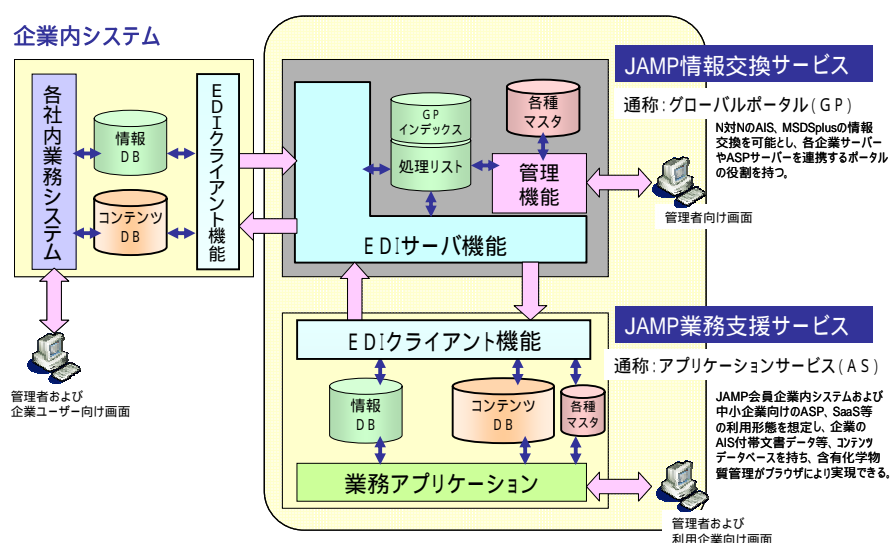 企業内システム
各社内業務システム
情報
DB
コンテンツ
DB
EDIクライアント機能
管理者および
企業ユーザー向け画面
GP
インデックス
処理リスト
各種
マスタ
管理
機能
EDIサーバ機能
JAMP情報交換サービス
通称:グローバルポータル(GP)
N対NのAIS、MSDSplusの情報
交換を可能とし、各企業サーバー
やASPサーバーを連携するポータル
の役割を持つ。
管理者向け画面
EDIクライアント機能
情報
DB
コンテンツ
DB
各種
マスタ
業務アプリケーション
JAMP業務支援サービス
通称:アプリケーションサービス(AS)
JAMP会員企業内システムおよび
中小企業向けのASP、SaaS等
の利用形態を想定し、企業の
AIS付帯文書データ等、コンテンツ
データベースを持ち、含有化学物
質管理がブラウザにより実現できる。
管理者および
利用企業向け画面